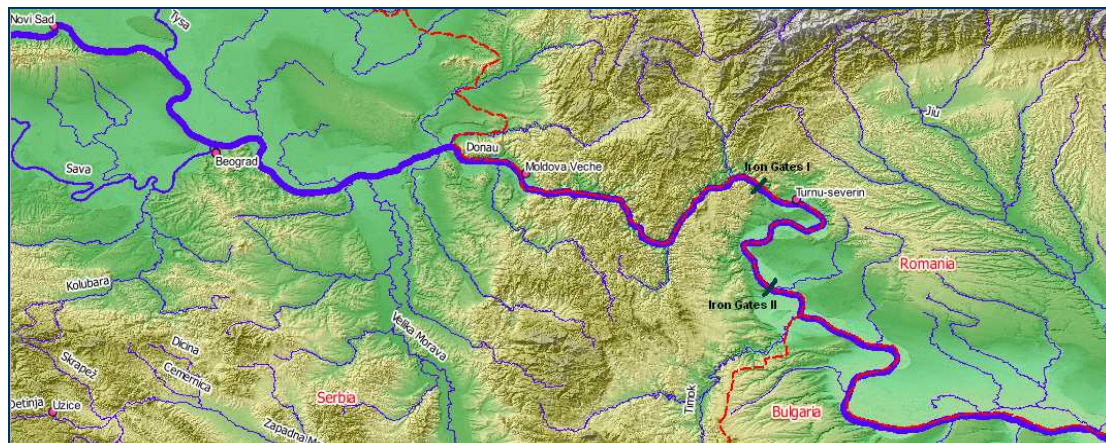 Novi Sad
Tysa
Jiu
Donau
Beograd
Moldova Veche
Iron Gates I
Sava
Turnu-severin
Romania
Kolubara
Iron Gates II
Velika Morava
Dicina
Skrapež
Cemernica
Serbia
Timok
Detinja
Uzice
Bulgaria
Zapadna M